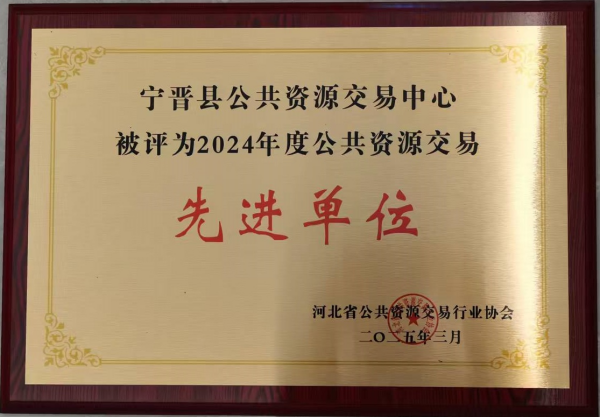 宁晋县公共资源交易中心
被评为2024年度公共资源交易
先进单位
河北省公共资源交易行业协会
二〇二五年三月